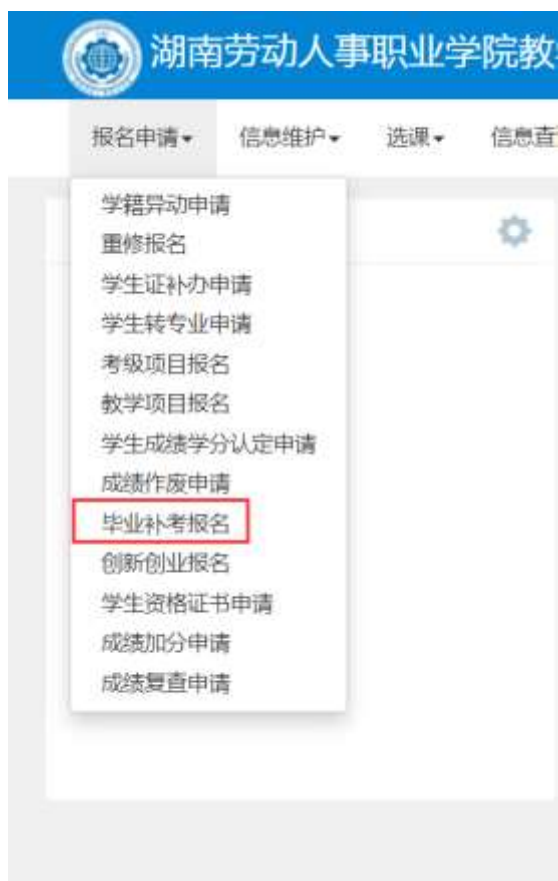 湖南劳动人事职业学院教
报名申请 信息维护 选课 信息查
学籍异动申请
重修报名
学生证补办申请
学生转专业申请
考级项目报名
教学项目报名
学生成绩学分认定申请
成绩作废申请
毕业补考报名
创新创业报名
学生资格证书申请
成绩加分申请
成绩复查申请